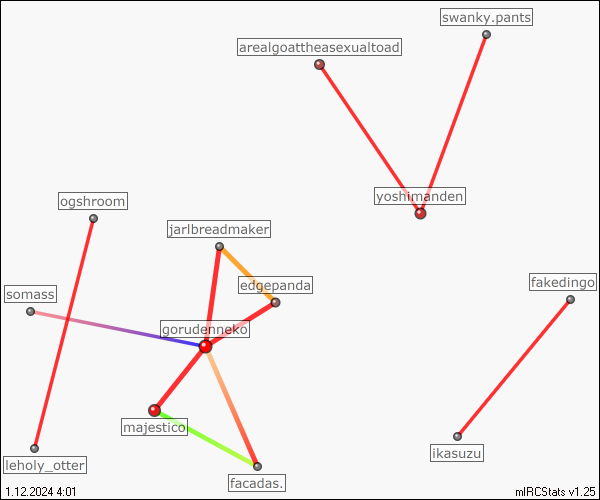 swanky.pants
arealgoattheasexualtoad
yoshimanden
ogshroom
jarlbreadmaker
edgepanda
fakedingo
somass
gorudenneko
majestico
ikasuzu
leholy_otter
facadas.
1.12.2024 4:01
mIRCStats v1.25